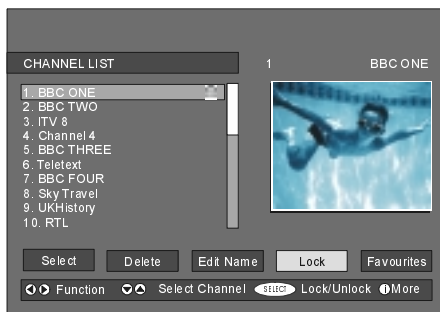 CHANNEL LIST
1 BBC ONE
1. BBC ONE
2. BBC TWO
3. ITV 8
4. Channel 4
5. BBC THREE
6. Teletext
7. BBC FOUR
8. Sky Travel
9. UKHistory
10. RTL
Select Delete Edit Name Lock Favourites
Function Select Channel SELECT Lock/Unlock i More